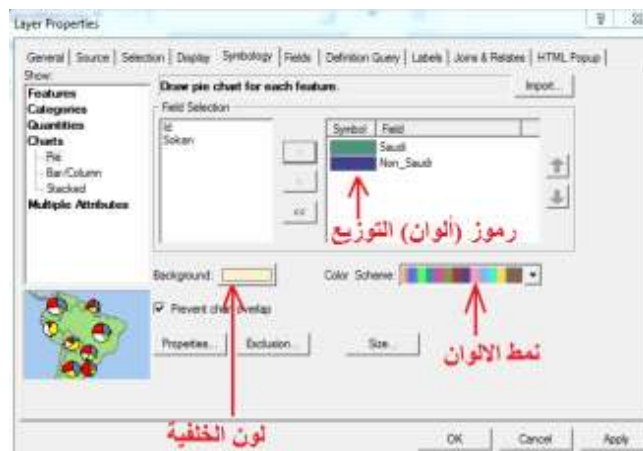 Layer Properties
General | Source | Selection | Display | Symbology | Fields | Definition Query | Labels | Joins & Relates | HTML Popup
Show:
Features
Categories
Quantities
Charts
Pie
Bar/Column
Stacked
Multiple Attributes
Draw pie chart for each feature.
Import...
Field Selection
Id
Sokan
<<
Symbol Field
Saudi
Non_Saudi
رموز (ألوان) التوزيع
Background:
Color Scheme:
Prevent chart overlap
Properties... Exclusion... Size...
نمط الالوان
لون الخلفية
OK Cancel Apply